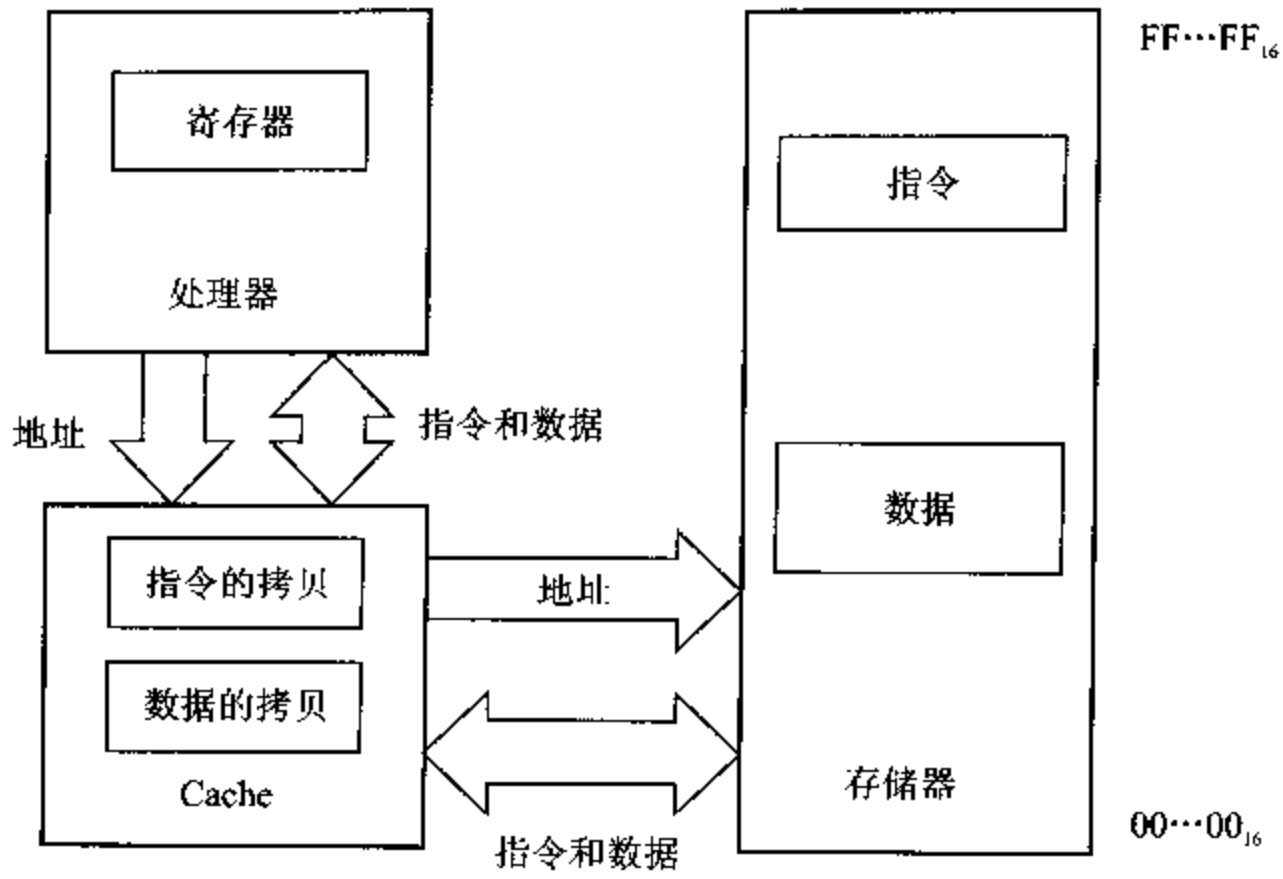 寄存器
处理器
地址
指令和数据
指令的拷贝
数据的拷贝
Cache
地址
指令和数据
指令
数据
存储器
FF…FF₁₆
00…00₁₆